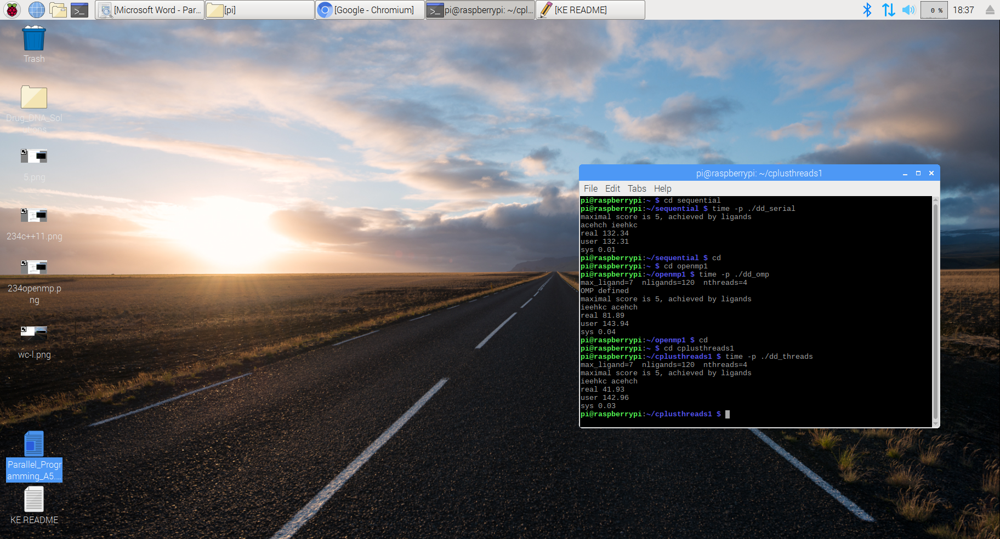 [Microsoft Word - Par...
[pi]
[Google - Chromium]
pi@raspberrypi: ~/cpl...
[KE README]
0 %
18:37
Trash
Drug_DNA_Sol
utions
5.png
234c++11.png
234openmp.p
ng
wc-l.png
Parallel_Progr
amming_A5....
KE README
pi@raspberrypi: ~/cplusthreads1
File Edit Tabs Help
pi@raspberrypi:~ $ cd sequential
pi@raspberrypi:~/sequential $ time -p ./dd_serial
maximal score is 5, achieved by ligands
acehch ieehkc
real 132.34
user 132.31
sys 0.01
pi@raspberrypi:~/sequential $ cd
pi@raspberrypi:~ $ cd openmp1
pi@raspberrypi:~/openmp1 $ time -p ./dd_omp
max_ligand=7  nligands=120  nthreads=4
OMP defined
maximal score is 5, achieved by ligands
ieehkc acehch
real 81.89
user 143.94
sys 0.04
pi@raspberrypi:~/openmp1 $ cd
pi@raspberrypi:~ $ cd cplusthreads1
pi@raspberrypi:~/cplusthreads1 $ time -p ./dd_threads
max_ligand=7  nligands=120  nthreads=4
maximal score is 5, achieved by ligands
ieehkc acehch
real 41.93
user 142.96
sys 0.03
pi@raspberrypi:~/cplusthreads1 $